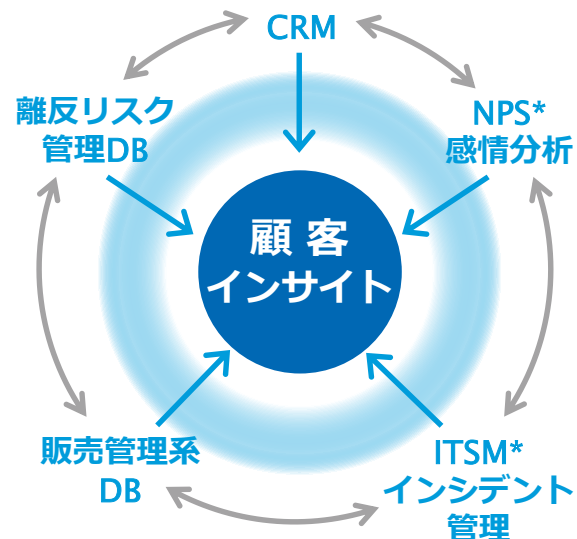 CRM
離反リスク
管理DB
NPS*
感情分析
顧 客
インサイト
販売管理系
DB
ITSM*
インシデント
管理